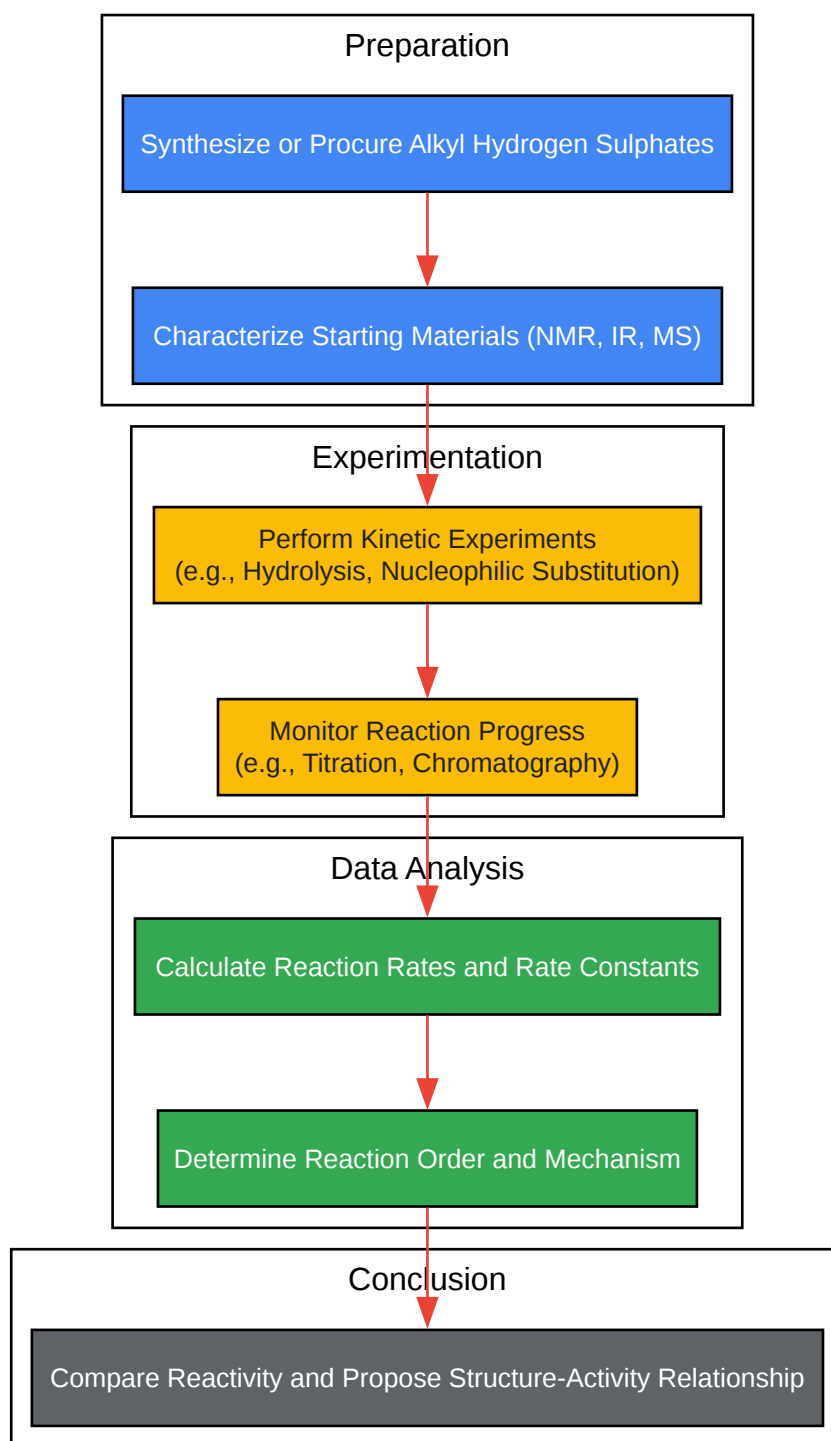 Preparation
Synthesize or Procure Alkyl Hydrogen Sulphates
Characterize Starting Materials (NMR, IR, MS)
Experimentation
Perform Kinetic Experiments
(e.g., Hydrolysis, Nucleophilic Substitution)
Monitor Reaction Progress
(e.g., Titration, Chromatography)
Data Analysis
Calculate Reaction Rates and Rate Constants
Determine Reaction Order and Mechanism
Conclusion
Compare Reactivity and Propose Structure-Activity Relationship